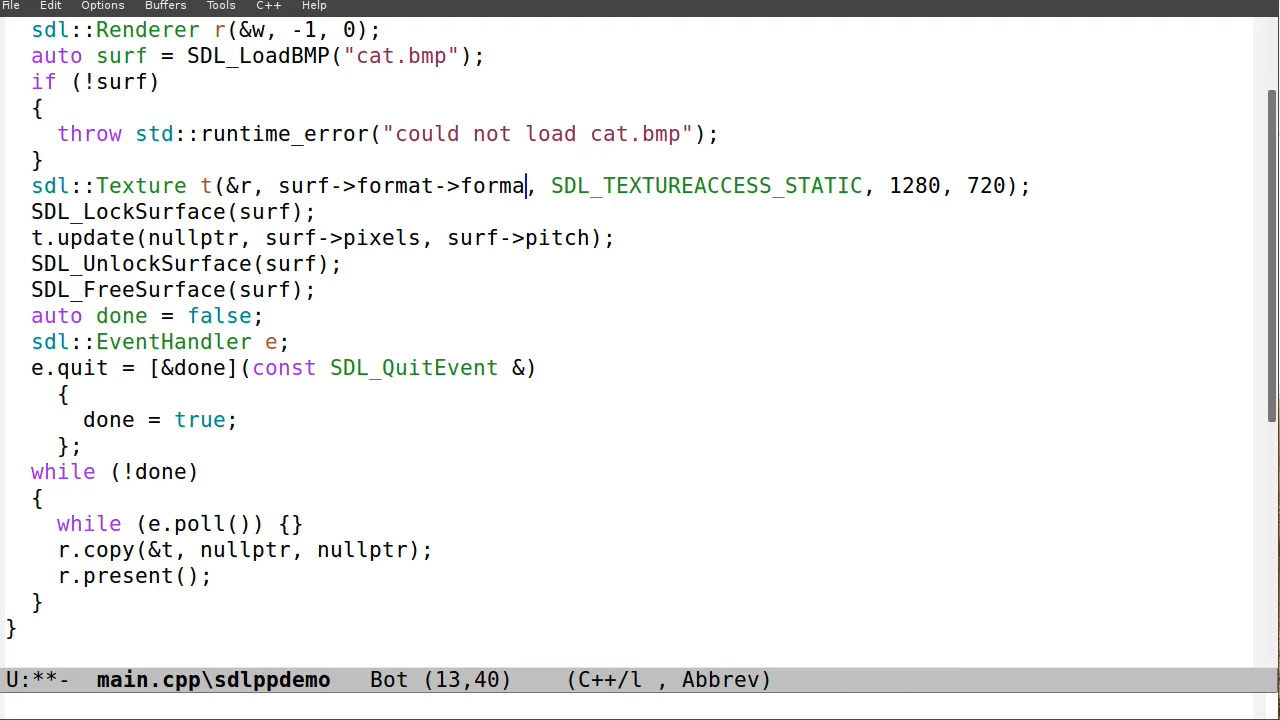 File Edit Options Buffers Tools C++ Help
sdl::Renderer r(&w, -1, 0);
auto surf = SDL_LoadBMP("cat.bmp");
if (!surf)
{
throw std::runtime_error("could not load cat.bmp");
}
sdl::Texture t(&r, surf->format->forma, SDL_TEXTUREACCESS_STATIC, 1280, 720);
SDL_LockSurface(surf);
t.update(nullptr, surf->pixels, surf->pitch);
SDL_UnlockSurface(surf);
SDL_FreeSurface(surf);
auto done = false;
sdl::EventHandler e;
e.quit = [&done](const SDL_QuitEvent &)
{
done = true;
};
while (!done)
{
while (e.poll()) {}
r.copy(&t, nullptr, nullptr);
r.present();
}
}
U:**- main.cpp\sdlppdemo Bot (13,40) (C++/l , Abbrev)